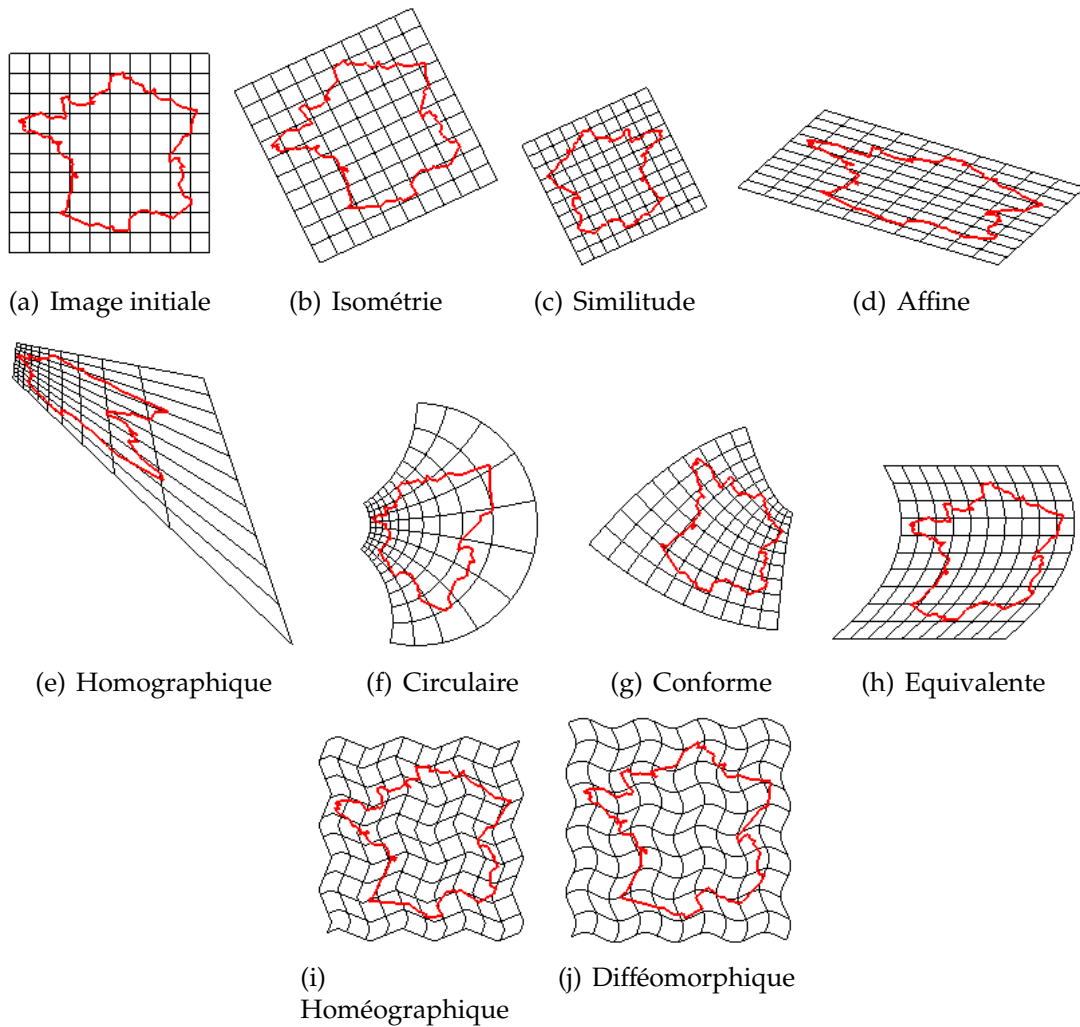 (a) Image initiale
(b) Isométrie
(c) Similitude
(d) Affine
(e) Homographique
(f) Circulaire
(g) Conforme
(h) Equivalente
(i)
Homéographique
(j) Difféomorphique